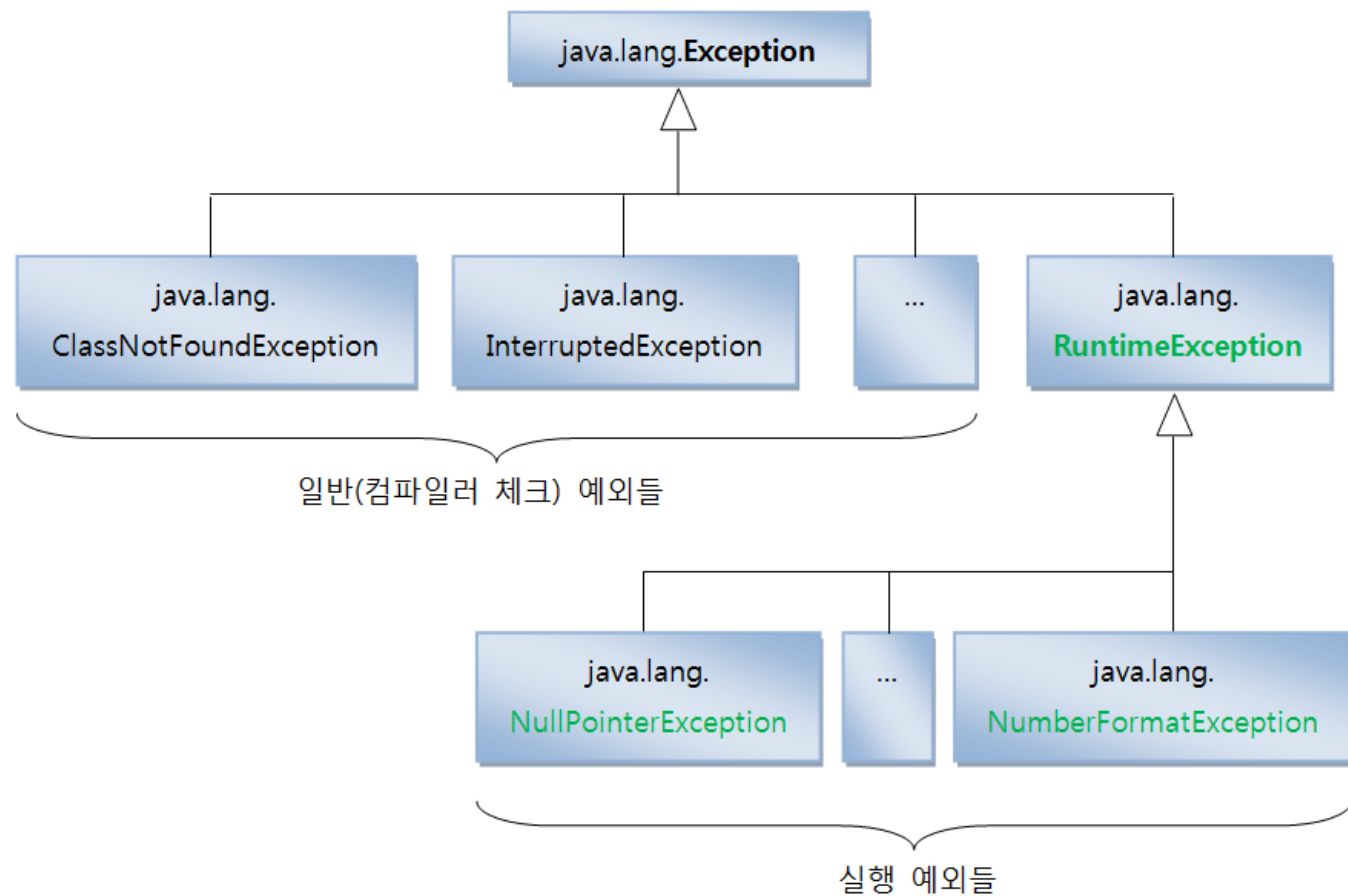 java.lang.Exception
java.lang.
ClassNotFoundException
java.lang.
InterruptedException
...
java.lang.
RuntimeException
일반(컴파일러 체크) 예외들
java.lang.
NullPointerException
...
java.lang.
NumberFormatException
실행 예외들